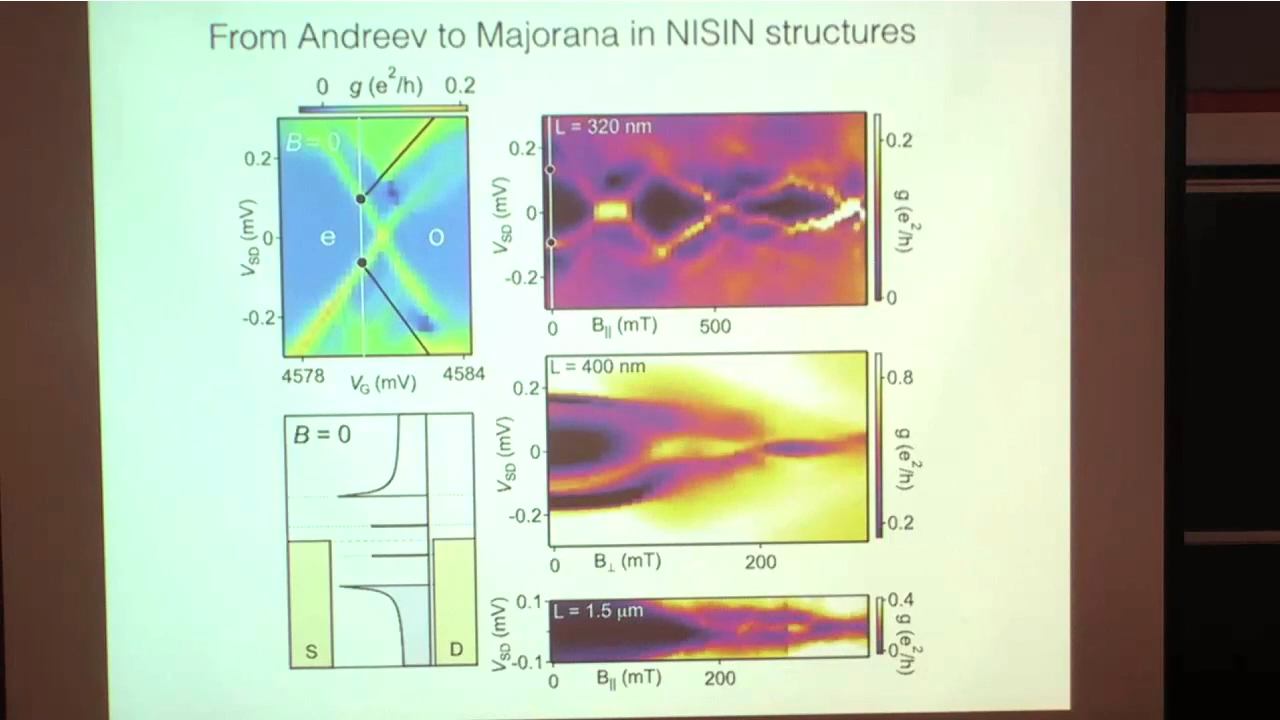 From Andreev to Majorana in NISIN structures
0 g (e²/h) 0.2
B = 0
0.2
0
-0.2
V_SD (mV)
e
o
4578 V_G (mV) 4584
B = 0
S
D
L = 320 nm
0.2
0
-0.2
V_SD (mV)
0 B_|| (mT) 500
0.2
0
g (e²/h)
L = 400 nm
0.2
0
-0.2
V_SD (mV)
0 B_⊥ (mT) 200
0.8
0.2
g (e²/h)
L = 1.5 μm
0.1
-0.1
V_SD (mV)
0 B_|| (mT) 200
0.4
0
g (e²/h)